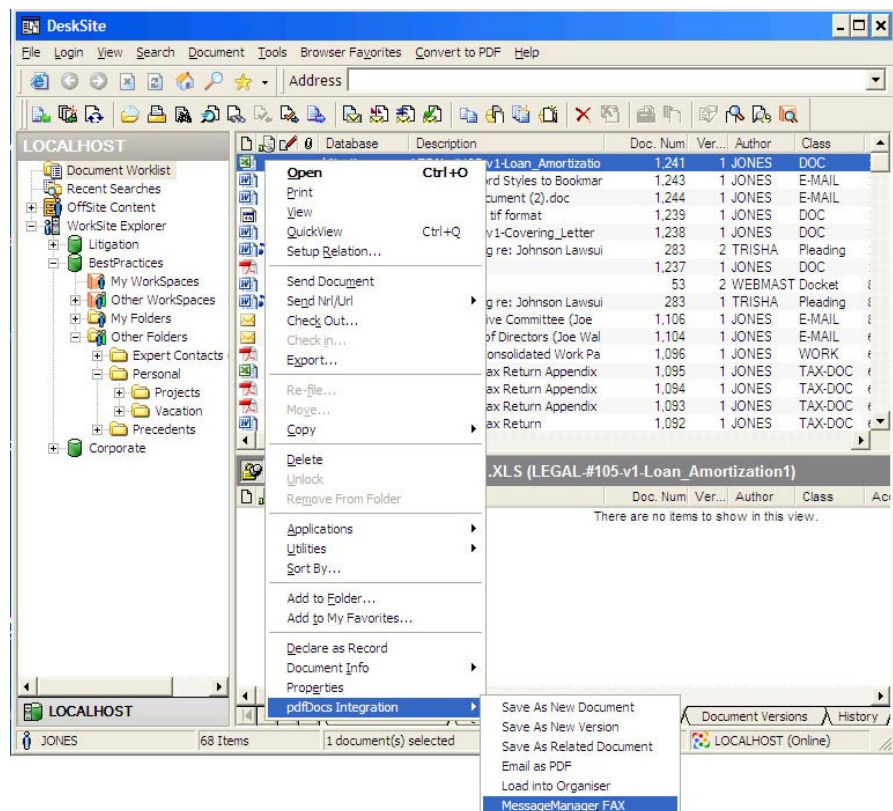 DeskSite
File Login View Search Document Tools Browser Favorites Convert to PDF Help
Address
LOCALHOST
Document Worklist
Recent Searches
OffSite Content
WorkSite Explorer
Litigation
BestPractices
My WorkSpaces
Other WorkSpaces
My Folders
Other Folders
Expert Contacts
Personal
Projects
Vacation
Precedents
Corporate
LOCALHOST
Database Description Doc. Num Ver... Author Class
v1-Loan_Amortizatio 1,241 1 JONES DOC
ord Styles to Bookmar 1,243 1 JONES E-MAIL
cument (2).doc 1,244 1 JONES E-MAIL
tif format 1,239 1 JONES DOC
v1-Covering_Letter 1,238 1 JONES DOC
g re: Johnson Lawsui 283 2 TRISHA Pleading
1,237 1 JONES DOC
53 2 WEBMAST Docket
g re: Johnson Lawsui 283 1 TRISHA Pleading
ive Committee (Joe 1,106 1 JONES E-MAIL
of Directors (Joe Wal 1,104 1 JONES E-MAIL
onsolidated Work Pa 1,096 1 JONES WORK
ax Return Appendix 1,095 1 JONES TAX-DOC
ax Return Appendix 1,094 1 JONES TAX-DOC
ax Return Appendix 1,093 1 JONES TAX-DOC
ax Return 1,092 1 JONES TAX-DOC
Open Ctrl+O
Print
View
QuickView Ctrl+Q
Setup Relation...
Send Document
Send Nrl/Url
Check Out...
Check in...
Export...
Re-file...
Move...
Copy
Delete
Unlock
Remove From Folder
Applications
Utilities
Sort By...
Add to Folder...
Add to My Favorites...
Declare as Record
Document Info
Properties
pdfDocs Integration
.XLS (LEGAL-#105-v1-Loan_Amortization1)
Doc. Num Ver... Author Class Acc
There are no items to show in this view.
Save As New Document
Save As New Version
Save As Related Document
Email as PDF
Load into Organiser
MessageManager FAX
Document Versions History
JONES 68 Items 1 document(s) selected LOCALHOST (Online)